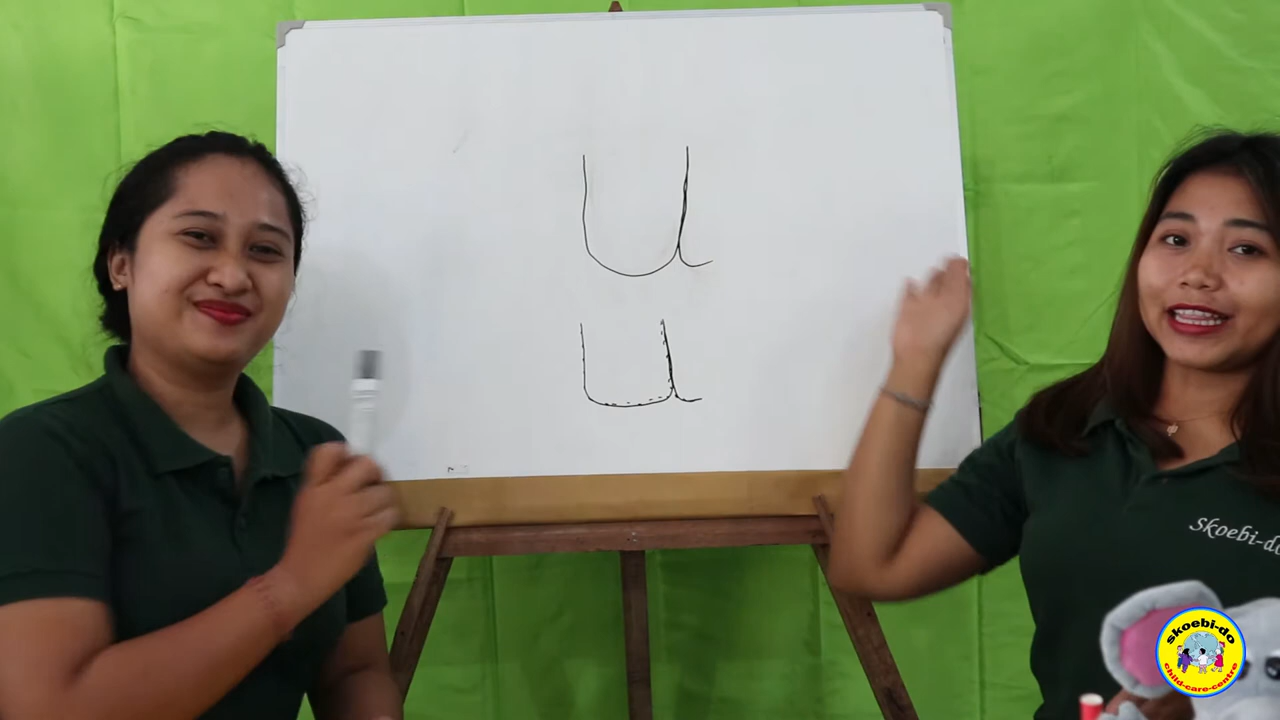 u
u
Skoebi-do
skoebi-do
child-care-centre